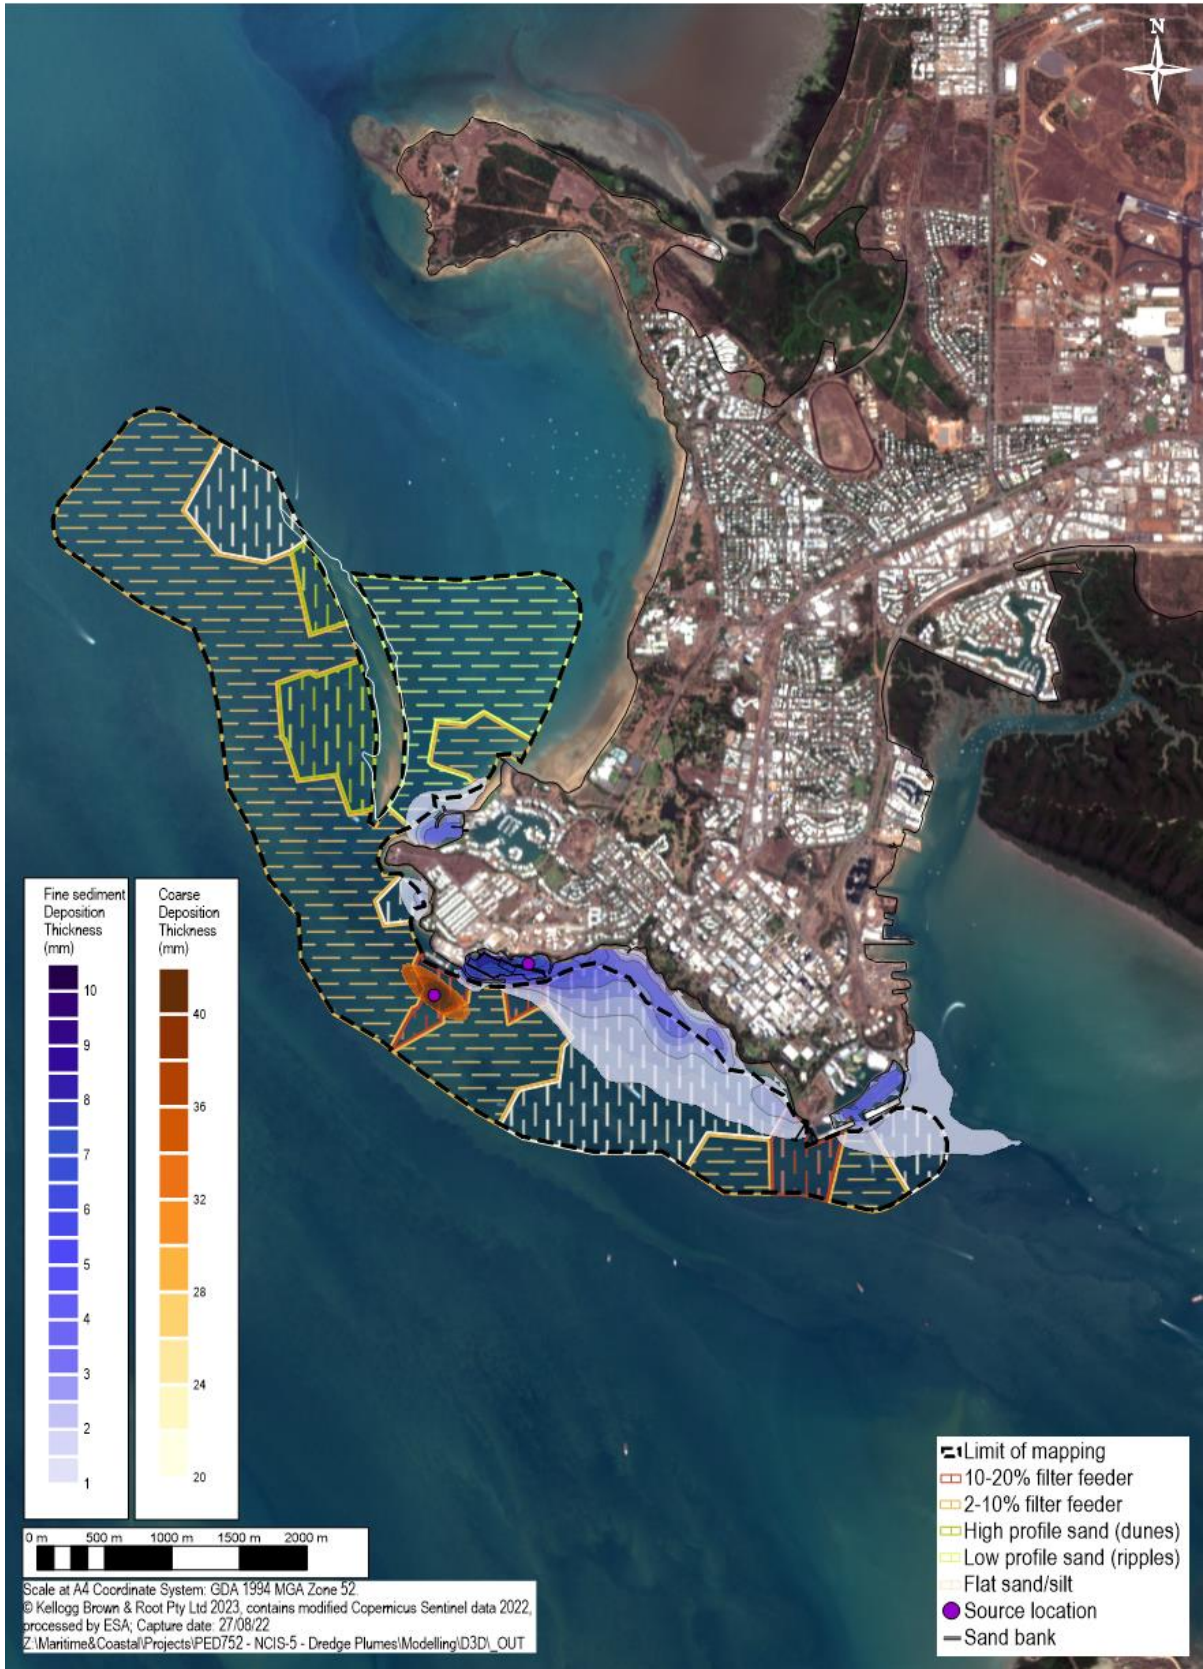 N
Fine sediment
Deposition
Thickness
(mm)
10
9
8
7
6
5
4
3
2
1
Coarse
Deposition
Thickness
(mm)
40
36
32
28
24
20
0 m 500 m 1000 m 1500 m 2000 m
Scale at A4 Coordinate System: GDA 1994 MGA Zone 52.
© Kellogg Brown & Root Pty Ltd 2023, contains modified Copernicus Sentinel data 2022,
processed by ESA; Capture date: 27/08/22
Z:\Maritime&Coastal\Projects\PED752 - NCIS-5 - Dredge Plumes\Modelling\D3D\_OUT
Limit of mapping
10-20% filter feeder
2-10% filter feeder
High profile sand (dunes)
Low profile sand (ripples)
Flat sand/silt
Source location
Sand bank